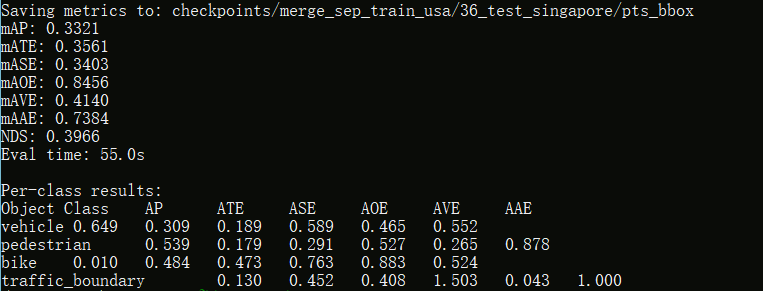 Saving metrics to: checkpoints/merge_sep_train_usa/36_test_singapore/pts_bbox
mAP: 0.3321
mATE: 0.3561
mASE: 0.3403
mAOE: 0.8456
mAVE: 0.4140
mAAE: 0.7384
NDS: 0.3966
Eval time: 55.0s
Per-class results:
Object Class AP ATE ASE AOE AVE AAE
vehicle 0.649 0.309 0.189 0.589 0.465 0.552
pedestrian 0.539 0.179 0.291 0.527 0.265 0.878
bike 0.010 0.484 0.473 0.763 0.883 0.524
traffic_boundary 0.130 0.452 0.408 1.503 0.043 1.000